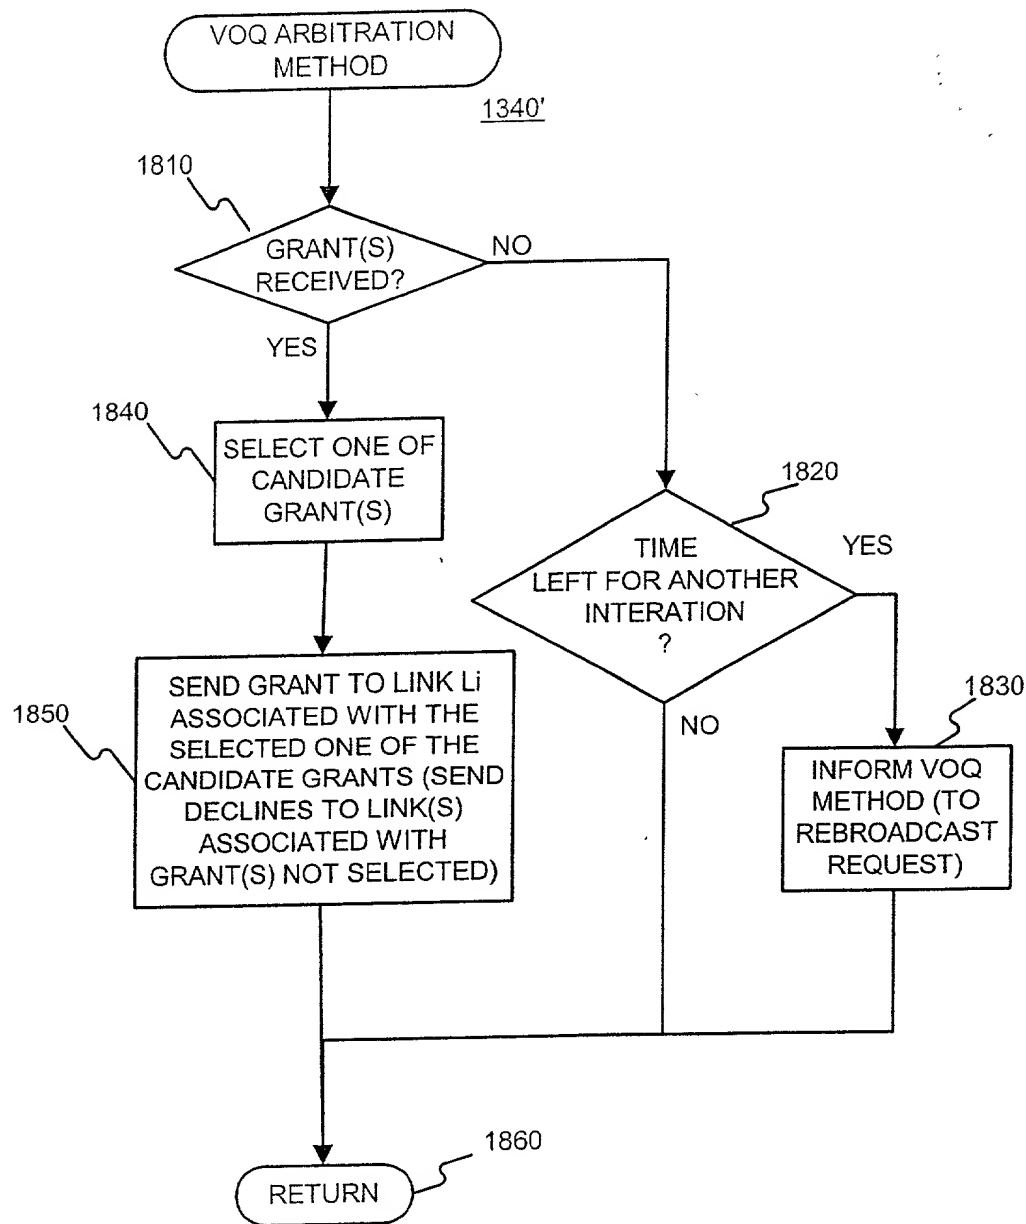 VOQ ARBITRATION
METHOD
1340'
1810
GRANT(S)
RECEIVED?
NO
YES
1840
SELECT ONE OF
CANDIDATE
GRANT(S)
1820
TIME
LEFT FOR ANOTHER
INTERATION
?
YES
NO
1850
SEND GRANT TO LINK Li
ASSOCIATED WITH THE
SELECTED ONE OF THE
CANDIDATE GRANTS (SEND
DECLINES TO LINK(S)
ASSOCIATED WITH
GRANT(S) NOT SELECTED)
1830
INFORM VOQ
METHOD (TO
REBROADCAST
REQUEST)
1860
RETURN